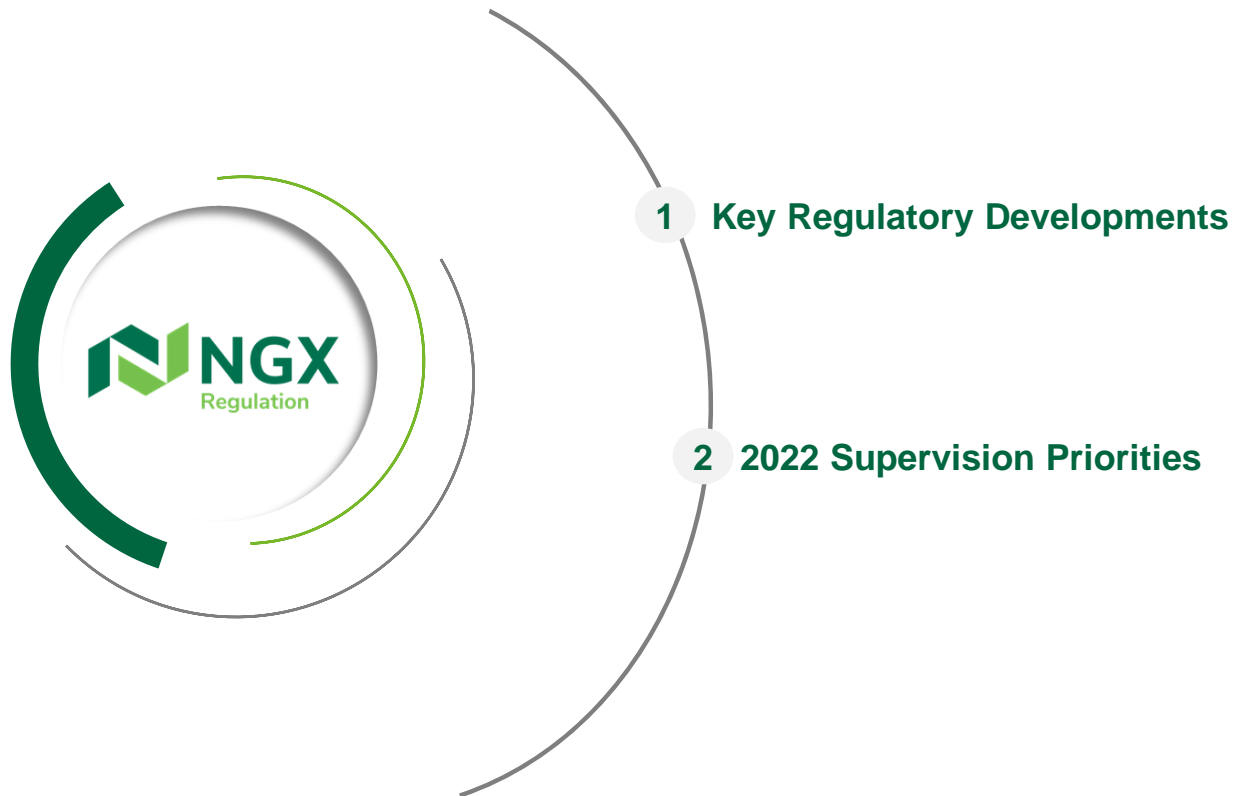 NGX
Regulation
1 Key Regulatory Developments
2 2022 Supervision Priorities